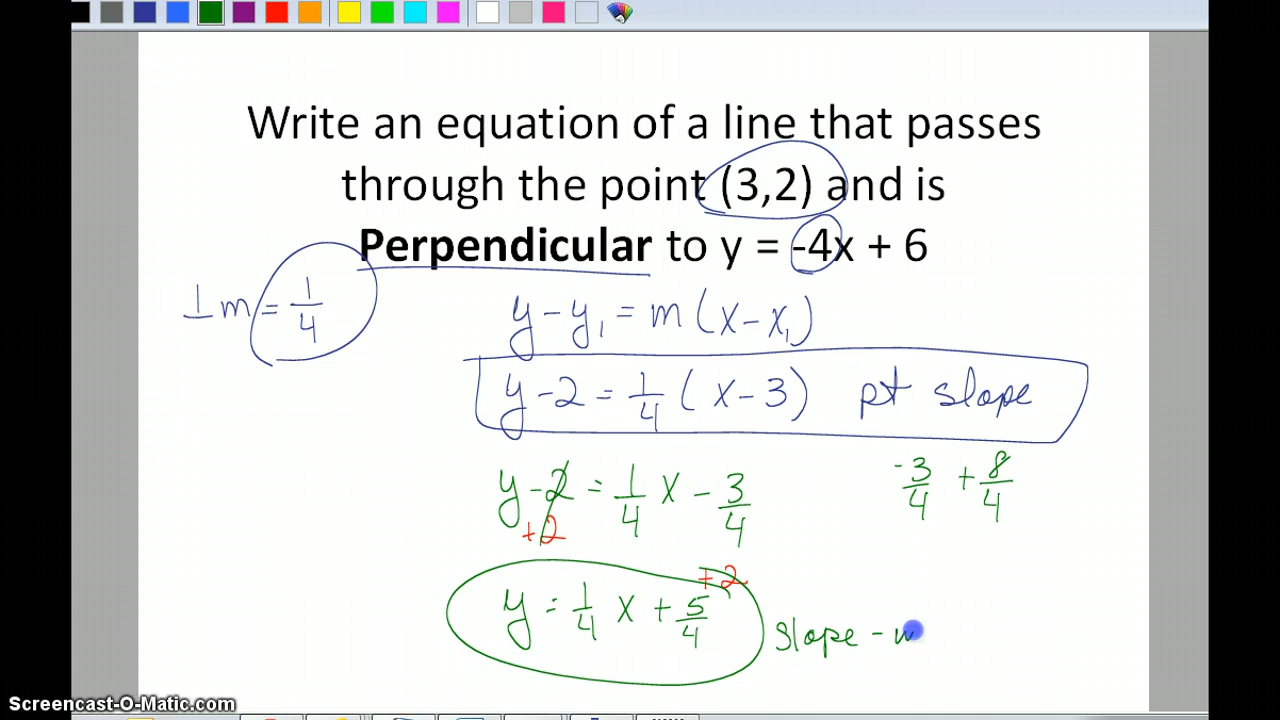 Write an equation of a line that passes
through the point (3,2) and is
Perpendicular to y = -4x + 6
⊥m = 1/4
y - y₁ = m(x - x₁)
y - 2 = 1/4 (x - 3) pt slope
y - 2 = 1/4 x - 3/4
-3/4 + 8/4
+2
+2
y = 1/4 x + 5/4
slope -
Screencast-O-Matic.com